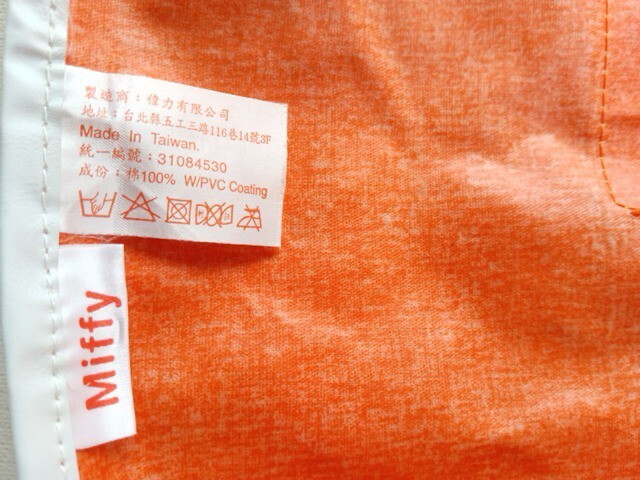 製造商：偉力有限公司
地址：台北縣五工三路116巷14號3F
Made In Taiwan.
統一編號：31084530
成份：棉100% W/PVC Coating
Miffy